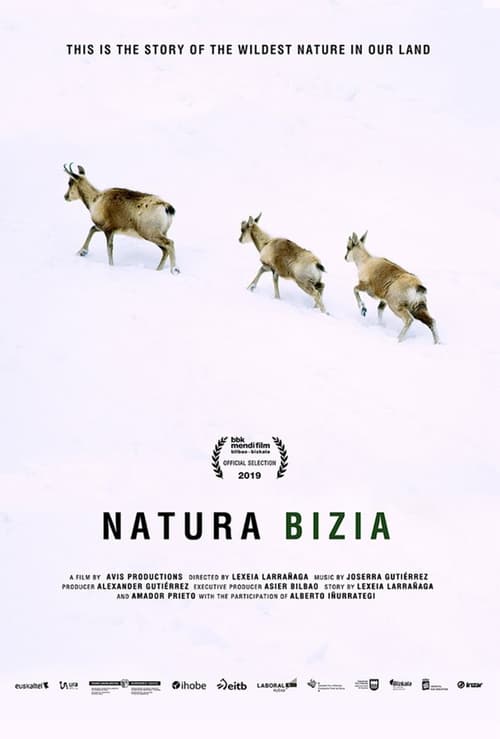 THIS IS THE STORY OF THE WILDEST NATURE IN OUR LAND
bbk
mendi film
bilbao - bizkaia
OFFICIAL SELECTION
2019
NATURA BIZIA
A FILM BY AVIS PRODUCTIONS DIRECTED BY LEXEIA LARRAÑAGA MUSIC BY JOSERRA GUTIÉRREZ
PRODUCER ALEXANDER GUTIÉRREZ EXECUTIVE PRODUCER ASIER BILBAO STORY BY LEXEIA LARRAÑAGA
AND AMADOR PRIETO WITH THE PARTICIPATION OF ALBERTO IÑURRATEGI
euskaltel ura ihobe eitb LABORAL Bizkaia inzar